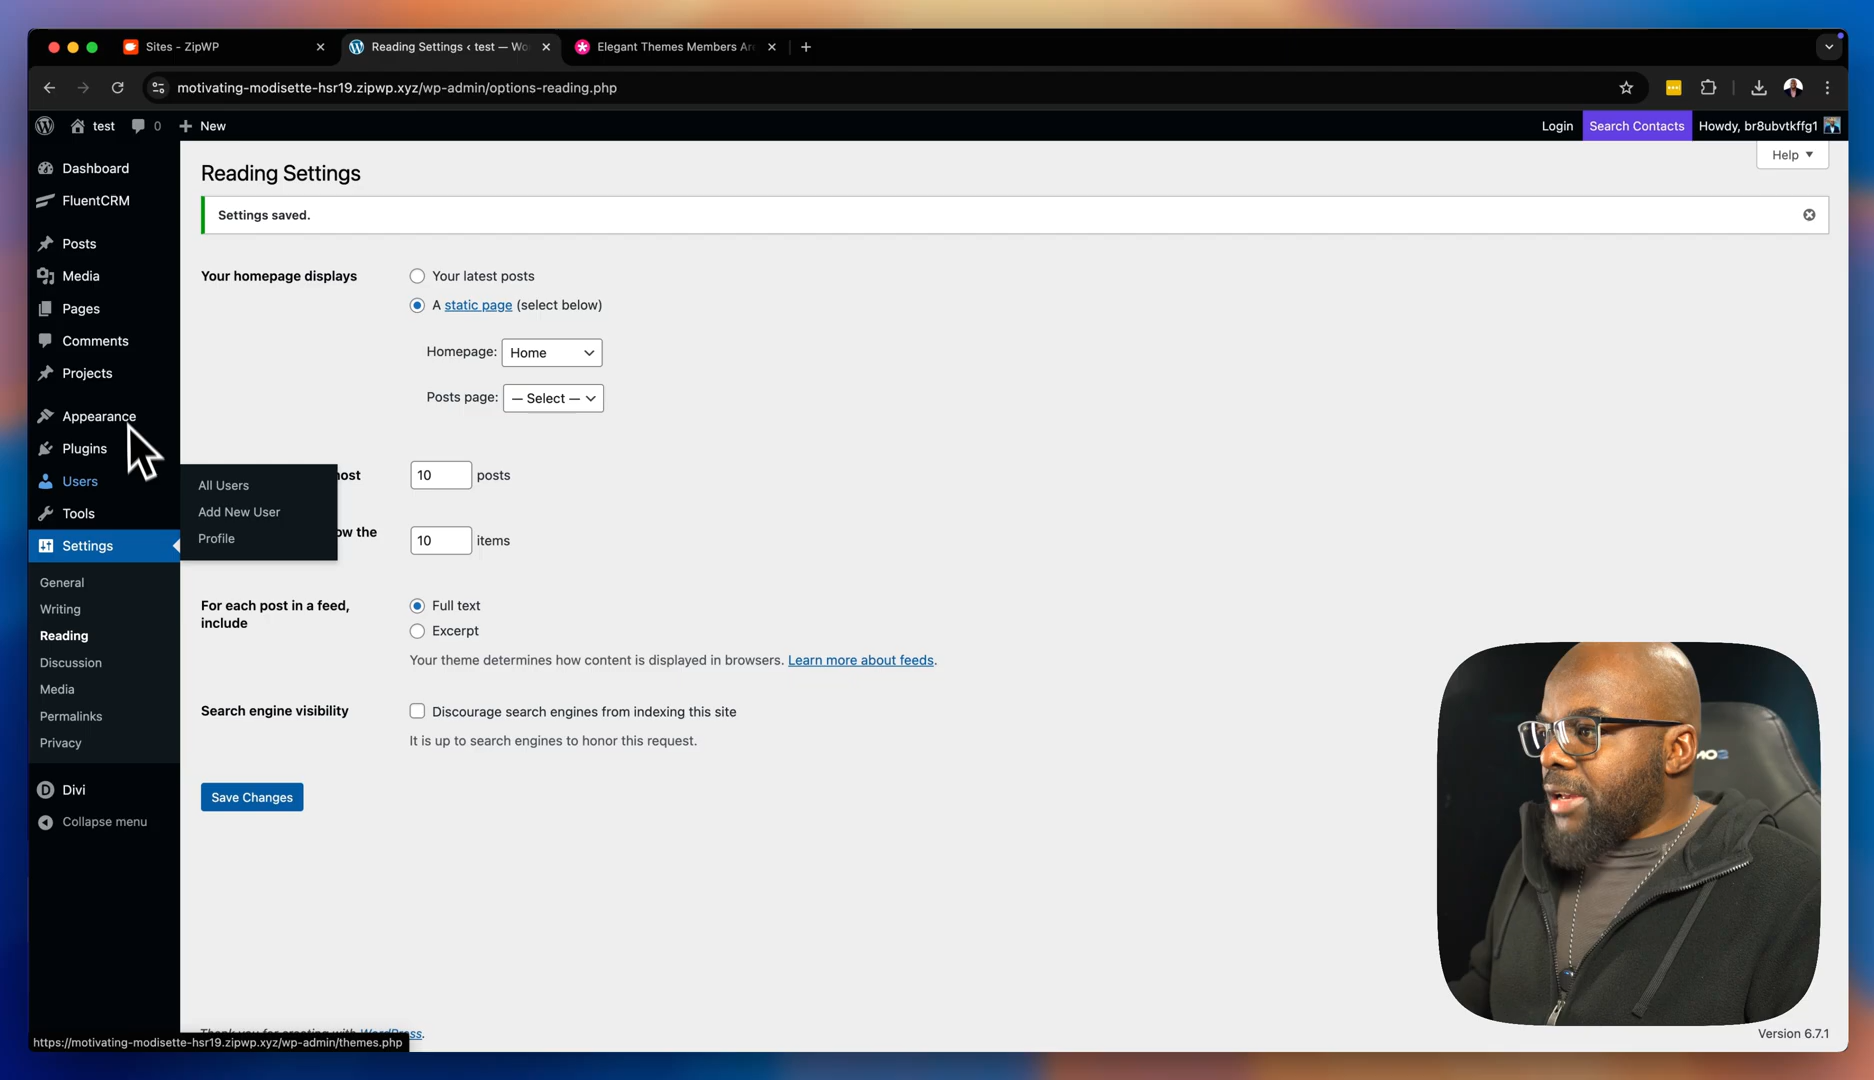 Sites - ZipWP
Reading Settings ‹ test — Wo
Elegant Themes Members Are
motivating-modisette-hsr19.zipwp.xyz/wp-admin/options-reading.php
test
0
New
Login
Search Contacts
Howdy, br8ubvtkffg1
Help
Dashboard
FluentCRM
Posts
Media
Pages
Comments
Projects
Appearance
Plugins
Users
Tools
Settings
All Users
Add New User
Profile
General
Writing
Reading
Discussion
Media
Permalinks
Privacy
Divi
Collapse menu
Reading Settings
Settings saved.
Your homepage displays
Your latest posts
A static page (select below)
Homepage: Home
Posts page: — Select —
10 posts
10 items
For each post in a feed,
include
Full text
Excerpt
Your theme determines how content is displayed in browsers. Learn more about feeds.
Search engine visibility
Discourage search engines from indexing this site
It is up to search engines to honor this request.
Save Changes
Thank you for creating with WordPress.
Version 6.7.1
https://motivating-modisette-hsr19.zipwp.xyz/wp-admin/themes.php